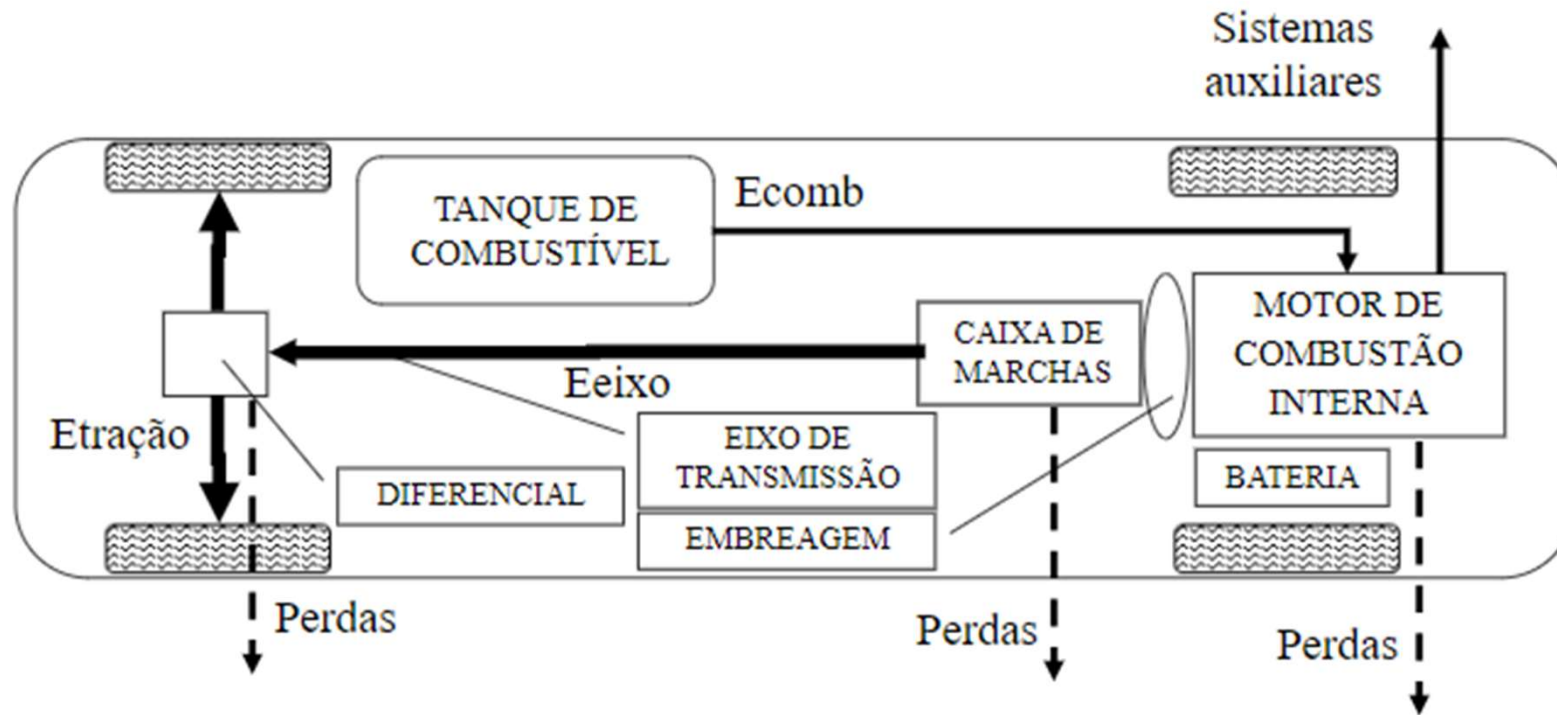 Sistemas
auxiliares
TANQUE DE
COMBUSTÍVEL
Ecomb
MOTOR DE
COMBUSTÃO
INTERNA
CAIXA DE
MARCHAS
Eeixo
Etração
EIXO DE
TRANSMISSÃO
DIFERENCIAL
EMBREAGEM
BATERIA
Perdas
Perdas
Perdas